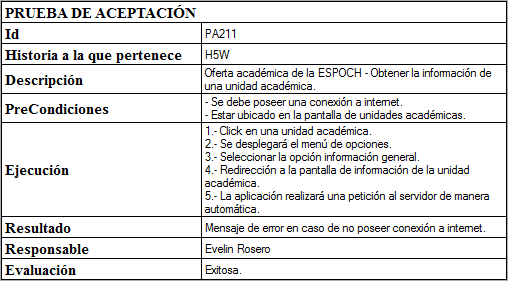 PRUEBA DE ACEPTACIÓN
Id PA211
Historia a la que pertenece H5W
Descripción Oferta académica de la ESPOCH - Obtener la información de
una unidad académica.
PreCondiciones - Se debe poseer una conexión a internet.
- Estar ubicado en la pantalla de unidades académicas.
Ejecución 1.- Click en una unidad académica.
2.- Se desplegará el menú de opciones.
3.- Seleccionar la opción información general.
4.- Redirección a la pantalla de información de la unidad
académica.
5.- La aplicación realizará una petición al servidor de manera
automática.
Resultado Mensaje de error en caso de no poseer conexión a internet.
Responsable Evelin Rosero
Evaluación Exitosa.